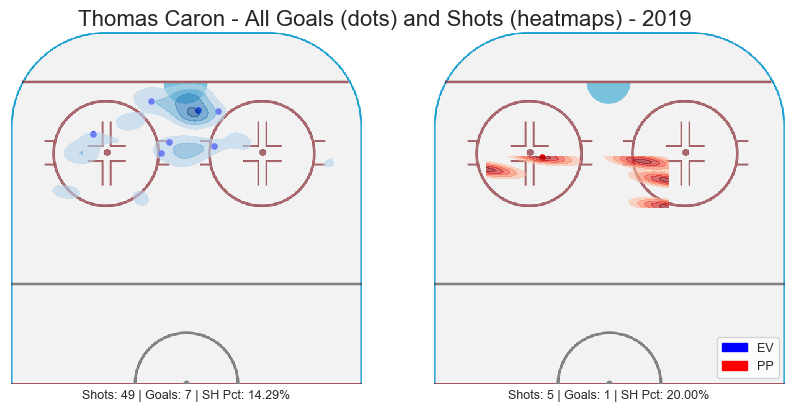 Thomas Caron - All Goals (dots) and Shots (heatmaps) - 2019
EV
PP
Shots: 49 | Goals: 7 | SH Pct: 14.29%
Shots: 5 | Goals: 1 | SH Pct: 20.00%